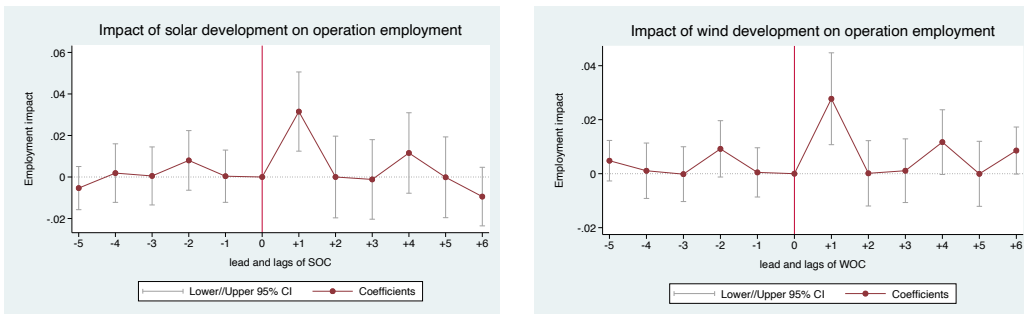 Impact of solar development on operation employment
Employment impact
.06
.04
.02
0
-.02
-5 -4 -3 -2 -1 0 +1 +2 +3 +4 +5 +6
lead and lags of SOC
Lower//Upper 95% CI Coefficients
Impact of wind development on operation employment
Employment impact
.04
.02
0
-.02
-5 -4 -3 -2 -1 0 +1 +2 +3 +4 +5 +6
lead and lags of WOC
Lower//Upper 95% CI Coefficients